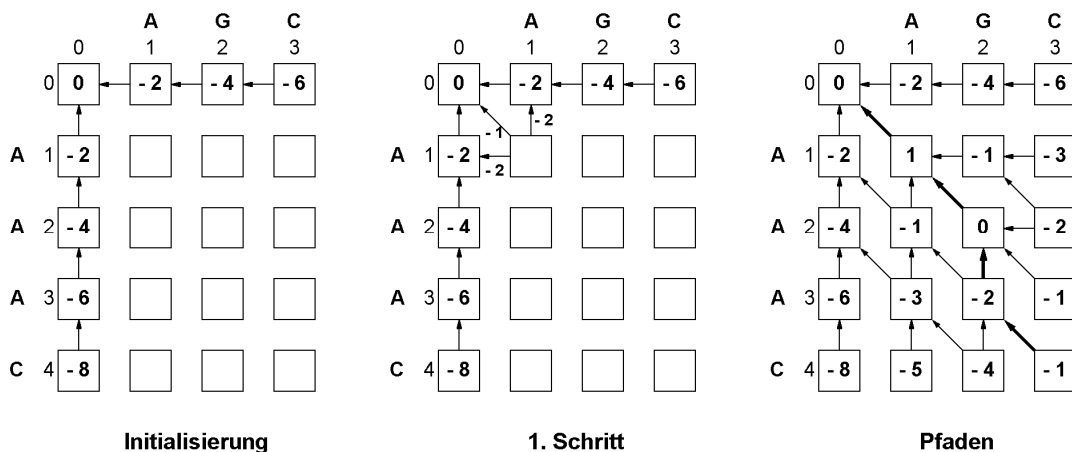 A G C A G C A G C
0 1 2 3 0 1 2 3 0 1 2 3
0 0 - 2 - 4 - 6 0 0 - 2 - 4 - 6 0 0 - 2 - 4 - 6
- 1 - 2
A 1 - 2 A 1 - 2 - 2 A 1 - 2 1 - 1 - 3
A 2 - 4 A 2 - 4 A 2 - 4 - 1 0 - 2
A 3 - 6 A 3 - 6 A 3 - 6 - 3 - 2 - 1
C 4 - 8 C 4 - 8 C 4 - 8 - 5 - 4 - 1
Initialisierung 1. Schritt Pfaden